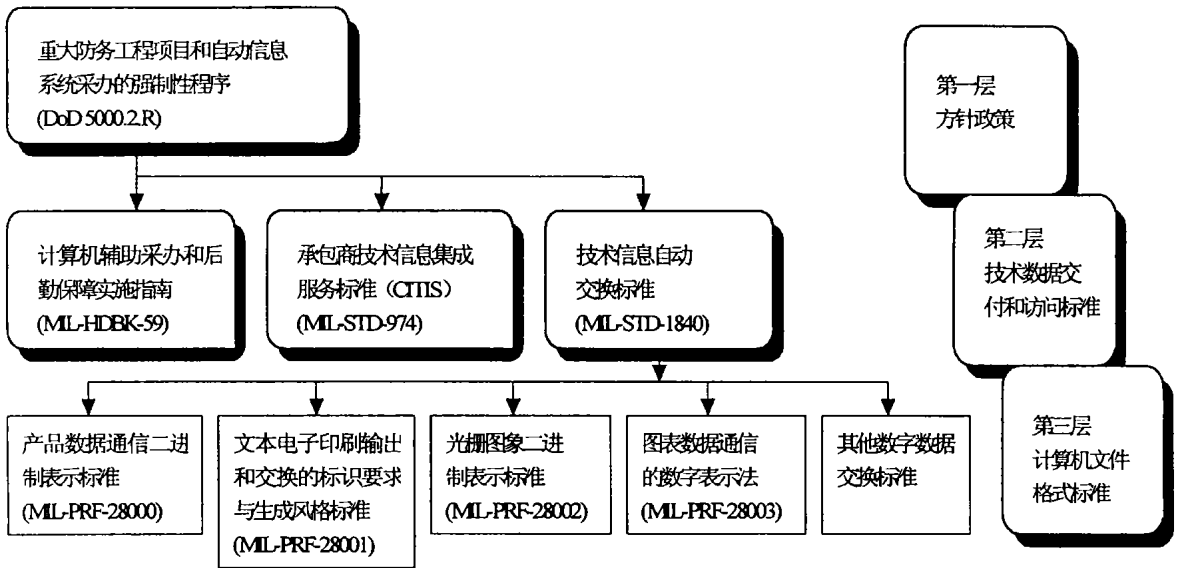 重大防务工程项目和自动信息
系统采办的强制性程序
(DoD 5000.2.R)
第一层
方针政策
计算机辅助采办和后
勤保障实施指南
(MIL-HDBK-59)
承包商技术信息集成
服务标准（CITIS）
(MIL-STD-974)
技术信息自动
交换标准
(MIL-STD-1840)
第二层
技术数据交
付和访问标准
产品数据通信二进
制表示标准
(MIL-PRF-28000)
文本电子印刷输出
和交换的标识要求
与生成风格标准
(MIL-PRF-28001)
光栅图象二进
制表示标准
(MIL-PRF-28002)
图表数据通信
的数字表示法
(MIL-PRF-28003)
其他数字数据
交换标准
第三层
计算机文件
格式标准